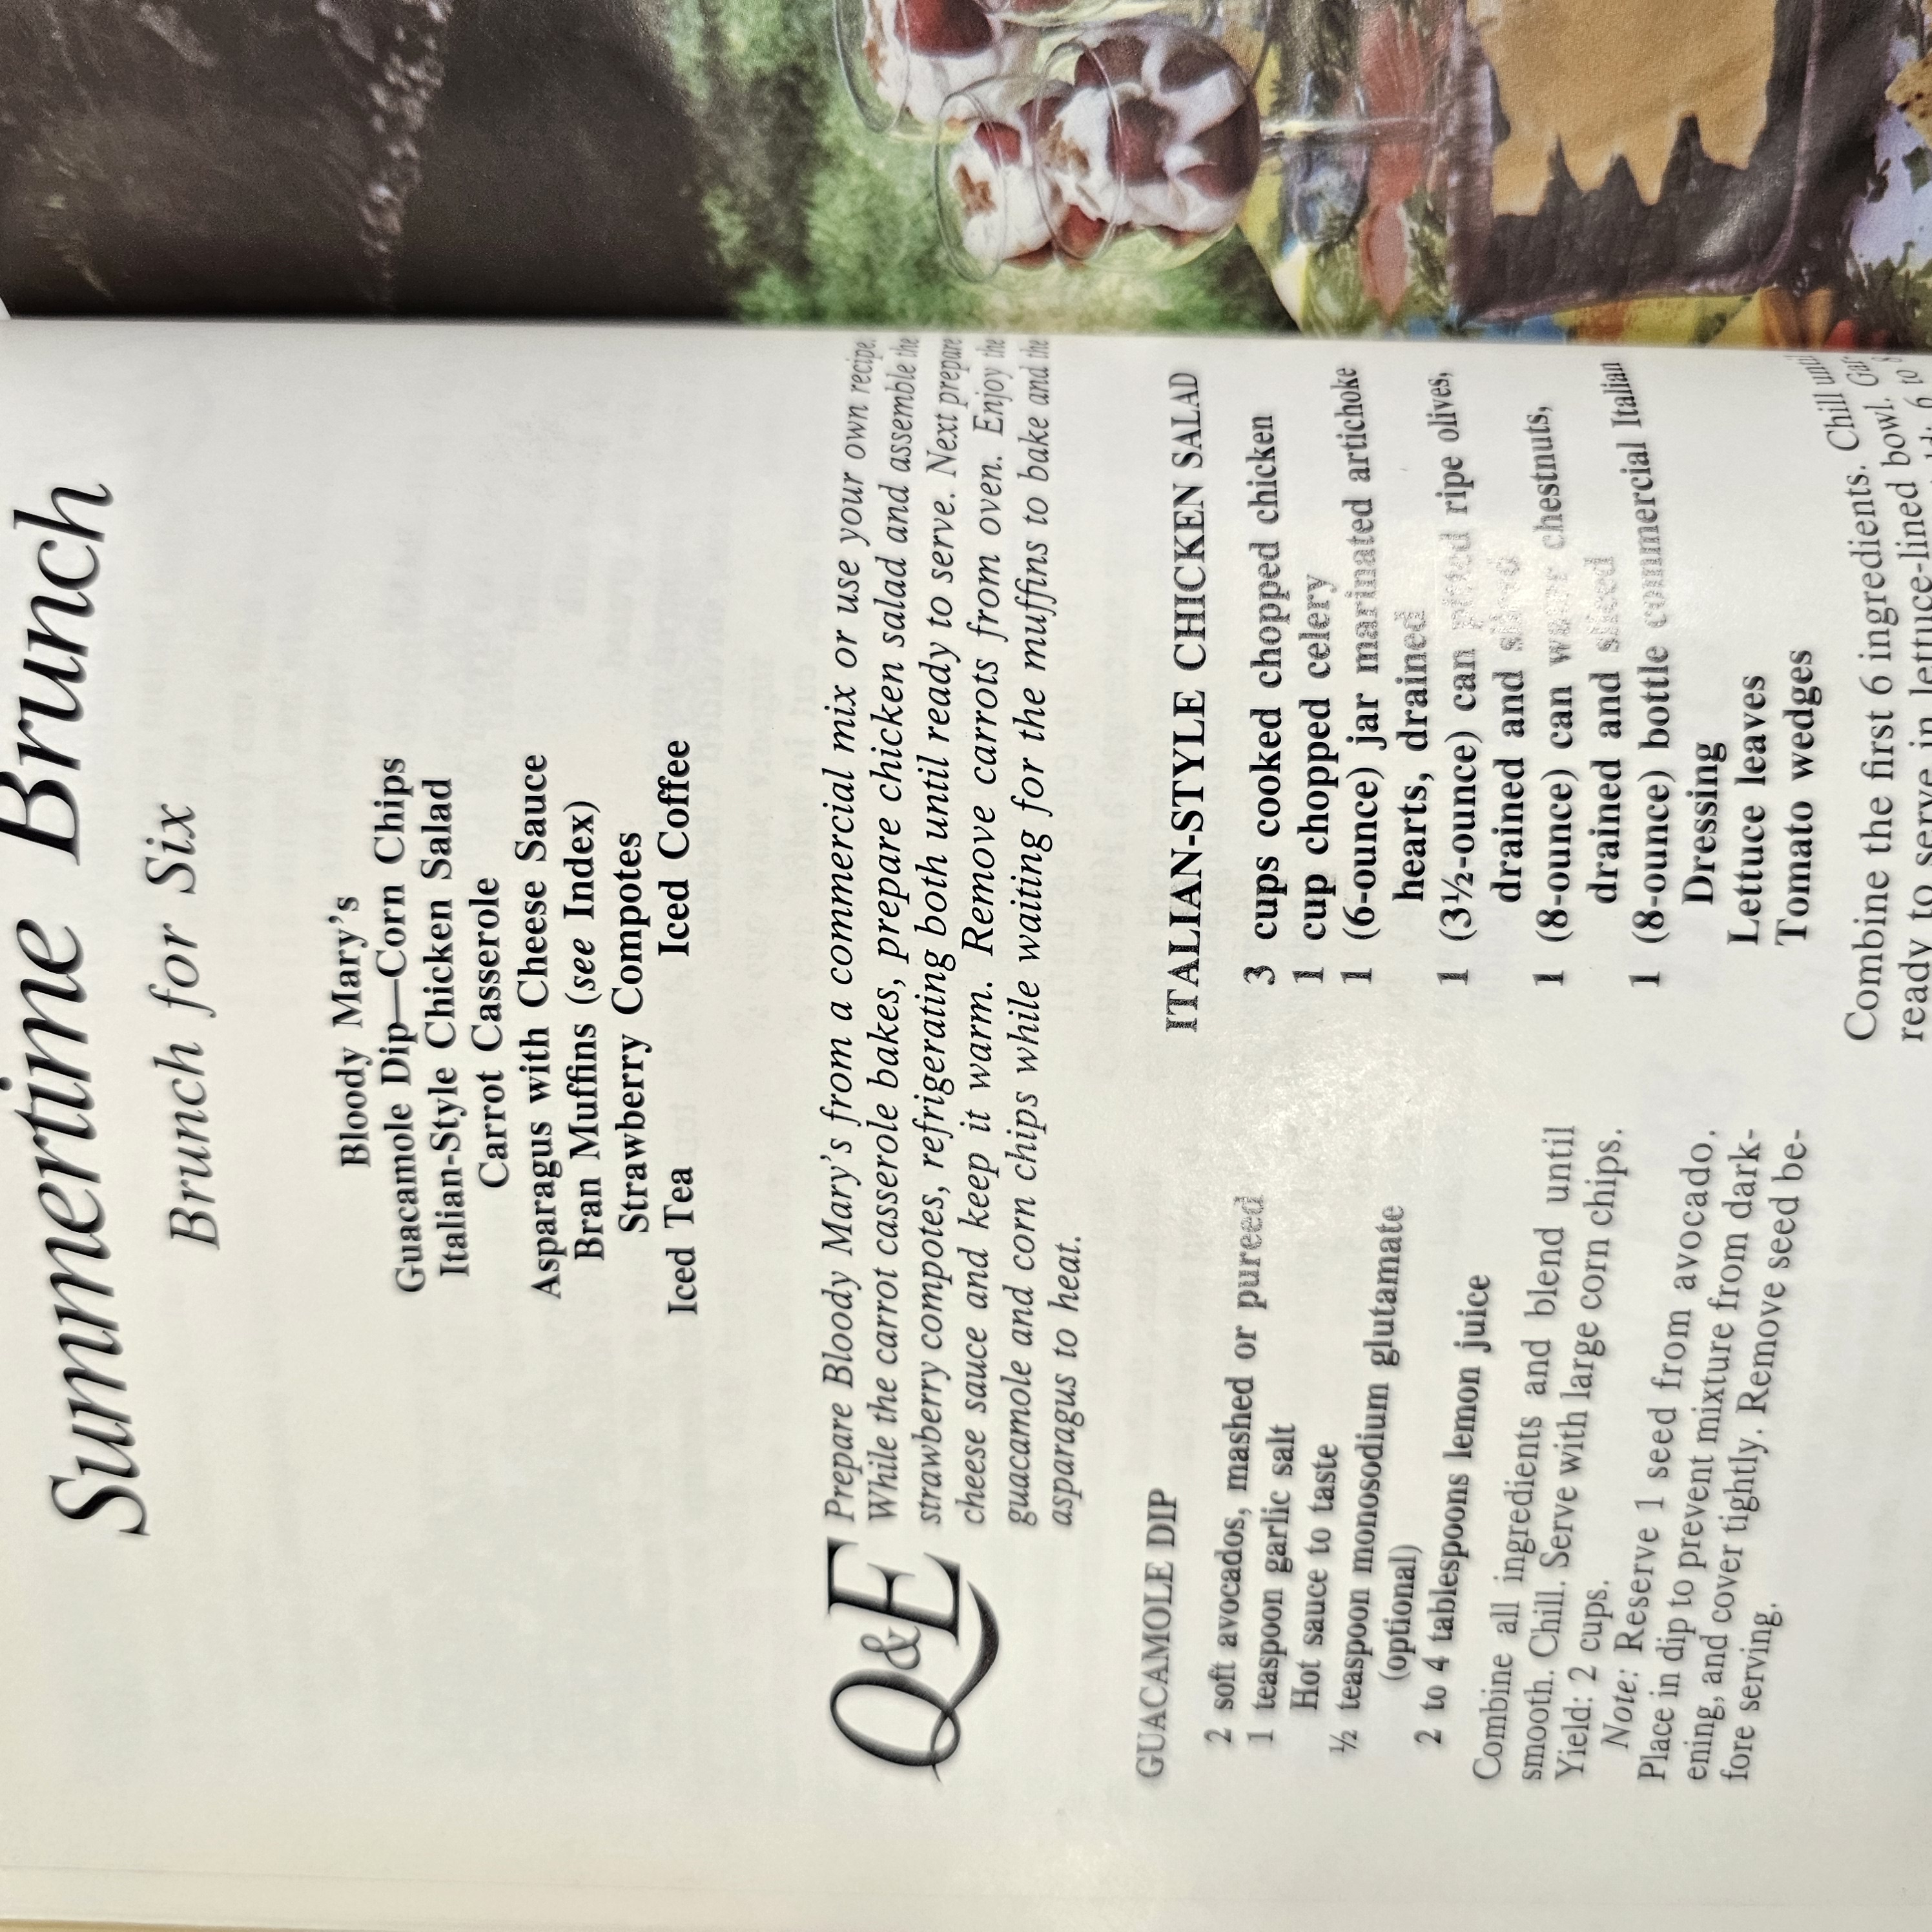 Summertime Brunch
Brunch for Six
Bloody Mary's
Guacamole Dip—Corn Chips
Italian-Style Chicken Salad
Carrot Casserole
Asparagus with Cheese Sauce
Bran Muffins (see Index)
Strawberry Compotes
Iced Tea Iced Coffee
Q&E
Prepare Bloody Mary's from a commercial mix or use your own recipe.
While the carrot casserole bakes, prepare chicken salad and assemble the
strawberry compotes, refrigerating both until ready to serve. Next prepare
cheese sauce and keep it warm. Remove carrots from oven. Enjoy the
guacamole and corn chips while waiting for the muffins to bake and the
asparagus to heat.
GUACAMOLE DIP
2 soft avocados, mashed or pureed
1 teaspoon garlic salt
Hot sauce to taste
½ teaspoon monosodium glutamate
(optional)
2 to 4 tablespoons lemon juice
Combine all ingredients and blend until
smooth. Chill. Serve with large corn chips.
Yield: 2 cups.
Note: Reserve 1 seed from avocado.
Place in dip to prevent mixture from dark-
ening, and cover tightly. Remove seed be-
fore serving.
ITALIAN-STYLE CHICKEN SALAD
3 cups cooked chopped chicken
1 cup chopped celery
1 (6-ounce) jar marinated artichoke
hearts, drained
1 (3½-ounce) can pitted ripe olives,
drained and sliced
1 (8-ounce) can water chestnuts,
drained and sliced
1 (8-ounce) bottle commercial Italian
Dressing
Lettuce leaves
Tomato wedges
Combine the first 6 ingredients. Chill until
ready to serve in lettuce-lined bowl. Gar-
6 to 8